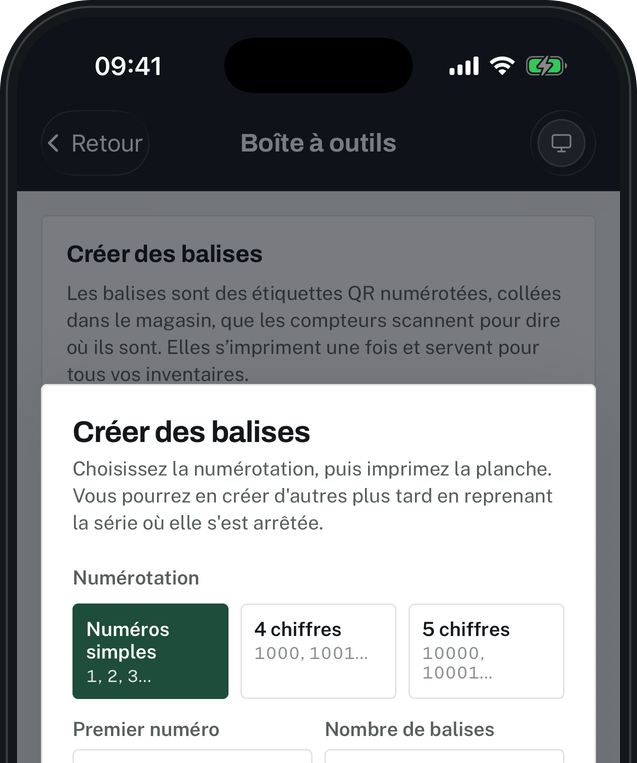 09:41
Retour
Boîte à outils
Créer des balises
Les balises sont des étiquettes QR numérotées, collées
dans le magasin, que les compteurs scannent pour dire
où ils sont. Elles s’impriment une fois et servent pour
tous vos inventaires.
Créer des balises
Choisissez la numérotation, puis imprimez la planche.
Vous pourrez en créer d'autres plus tard en reprenant
la série où elle s'est arrêtée.
Numérotation
Numéros
simples
1, 2, 3…
4 chiffres
1000, 1001…
5 chiffres
10000,
10001…
Premier numéro
Nombre de balises